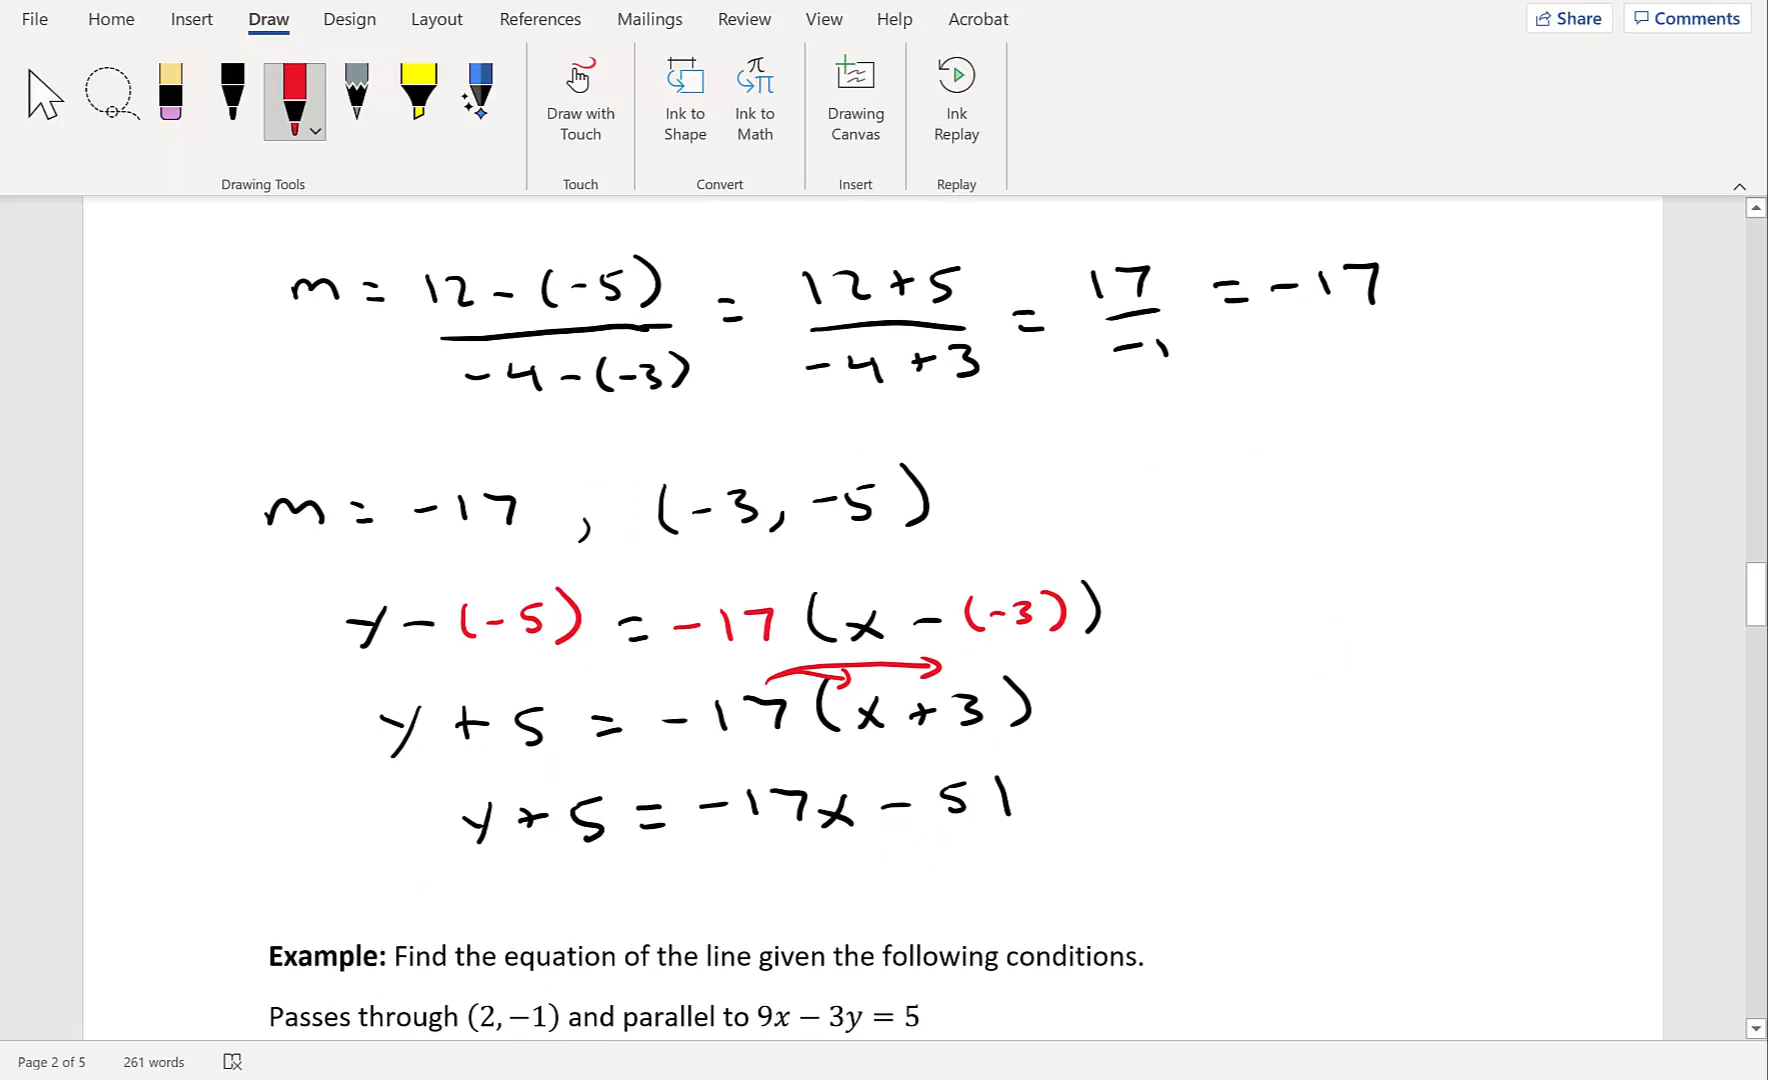 File Home Insert Draw Design Layout References Mailings Review View Help Acrobat Share Comments
Draw with Touch
Ink to Shape
Ink to Math
Drawing Canvas
Ink Replay
Drawing Tools Touch Convert Insert Replay
m = 12 - (-5) / -4 - (-3) = 12 + 5 / -4 + 3 = 17 / -1 = -17
m = -17 , (-3, -5)
y - (-5) = -17 (x - (-3))
y + 5 = -17 (x + 3)
y + 5 = -17x - 51
Example: Find the equation of the line given the following conditions.
Passes through (2, −1) and parallel to 9x − 3y = 5
Page 2 of 5 261 words